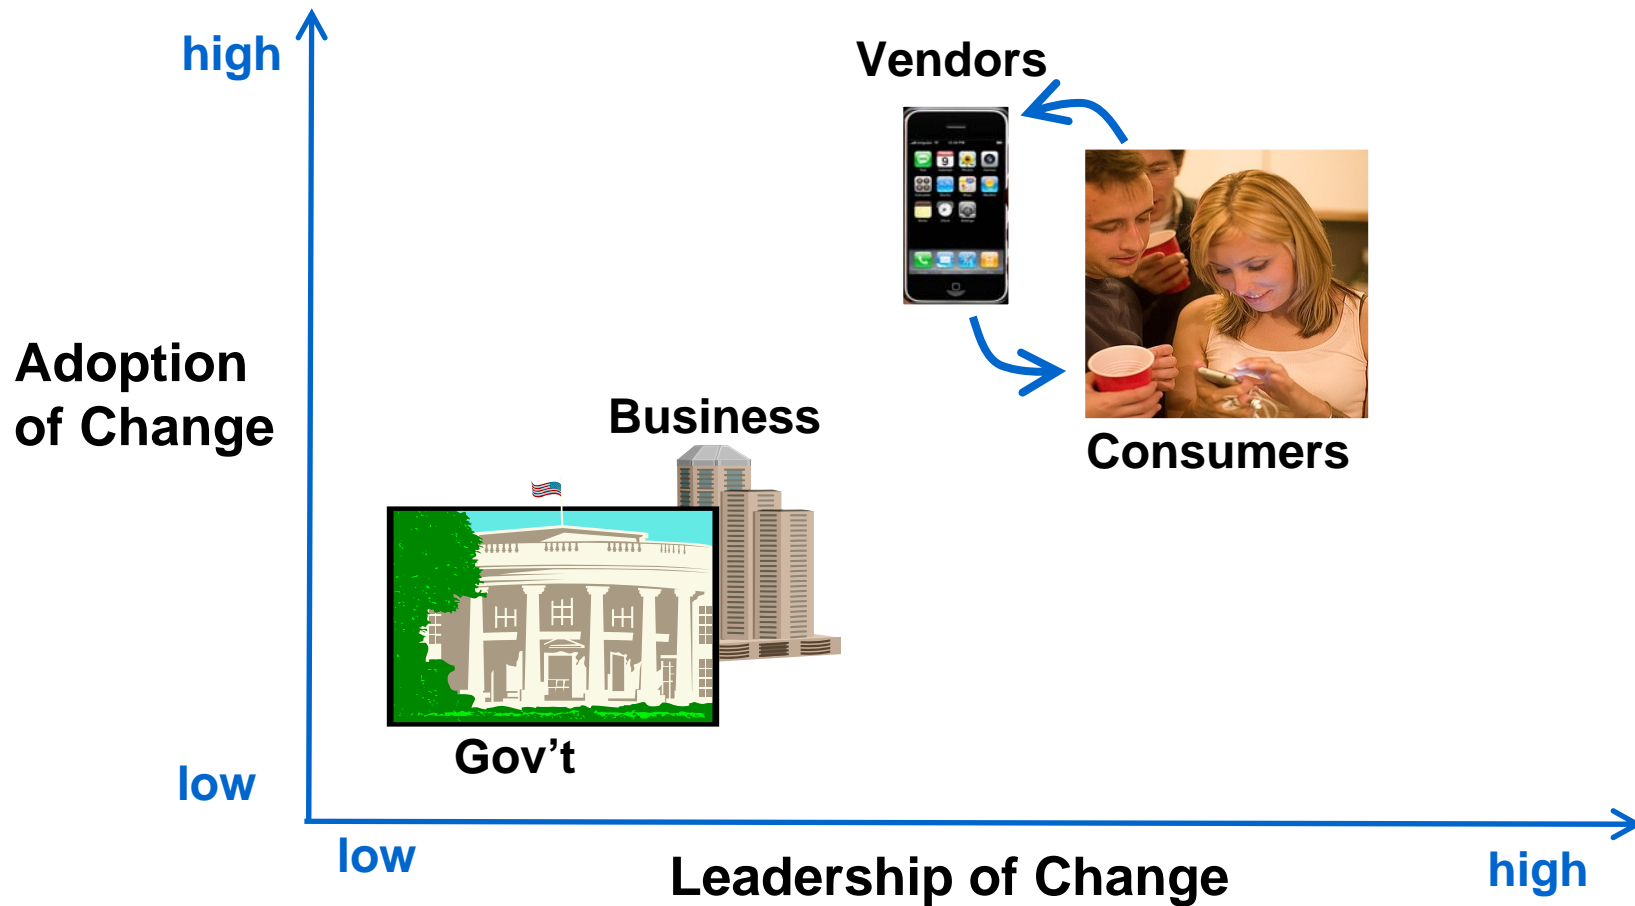 high
Vendors
Adoption
of Change
Business
Consumers
Gov't
low
low
Leadership of Change
high